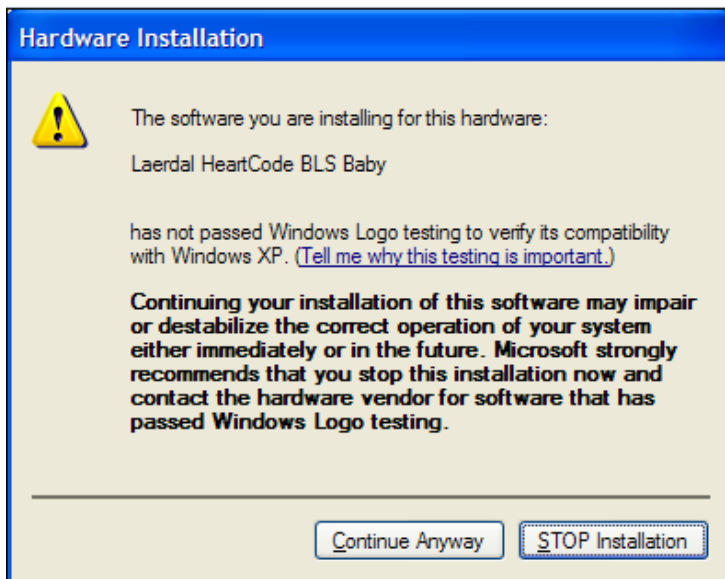 Hardware Installation
The software you are installing for this hardware:
Laerdal HeartCode BLS Baby
has not passed Windows Logo testing to verify its compatibility
with Windows XP. (Tell me why this testing is important.)
Continuing your installation of this software may impair
or destabilize the correct operation of your system
either immediately or in the future. Microsoft strongly
recommends that you stop this installation now and
contact the hardware vendor for software that has
passed Windows Logo testing.
Continue Anyway
STOP Installation